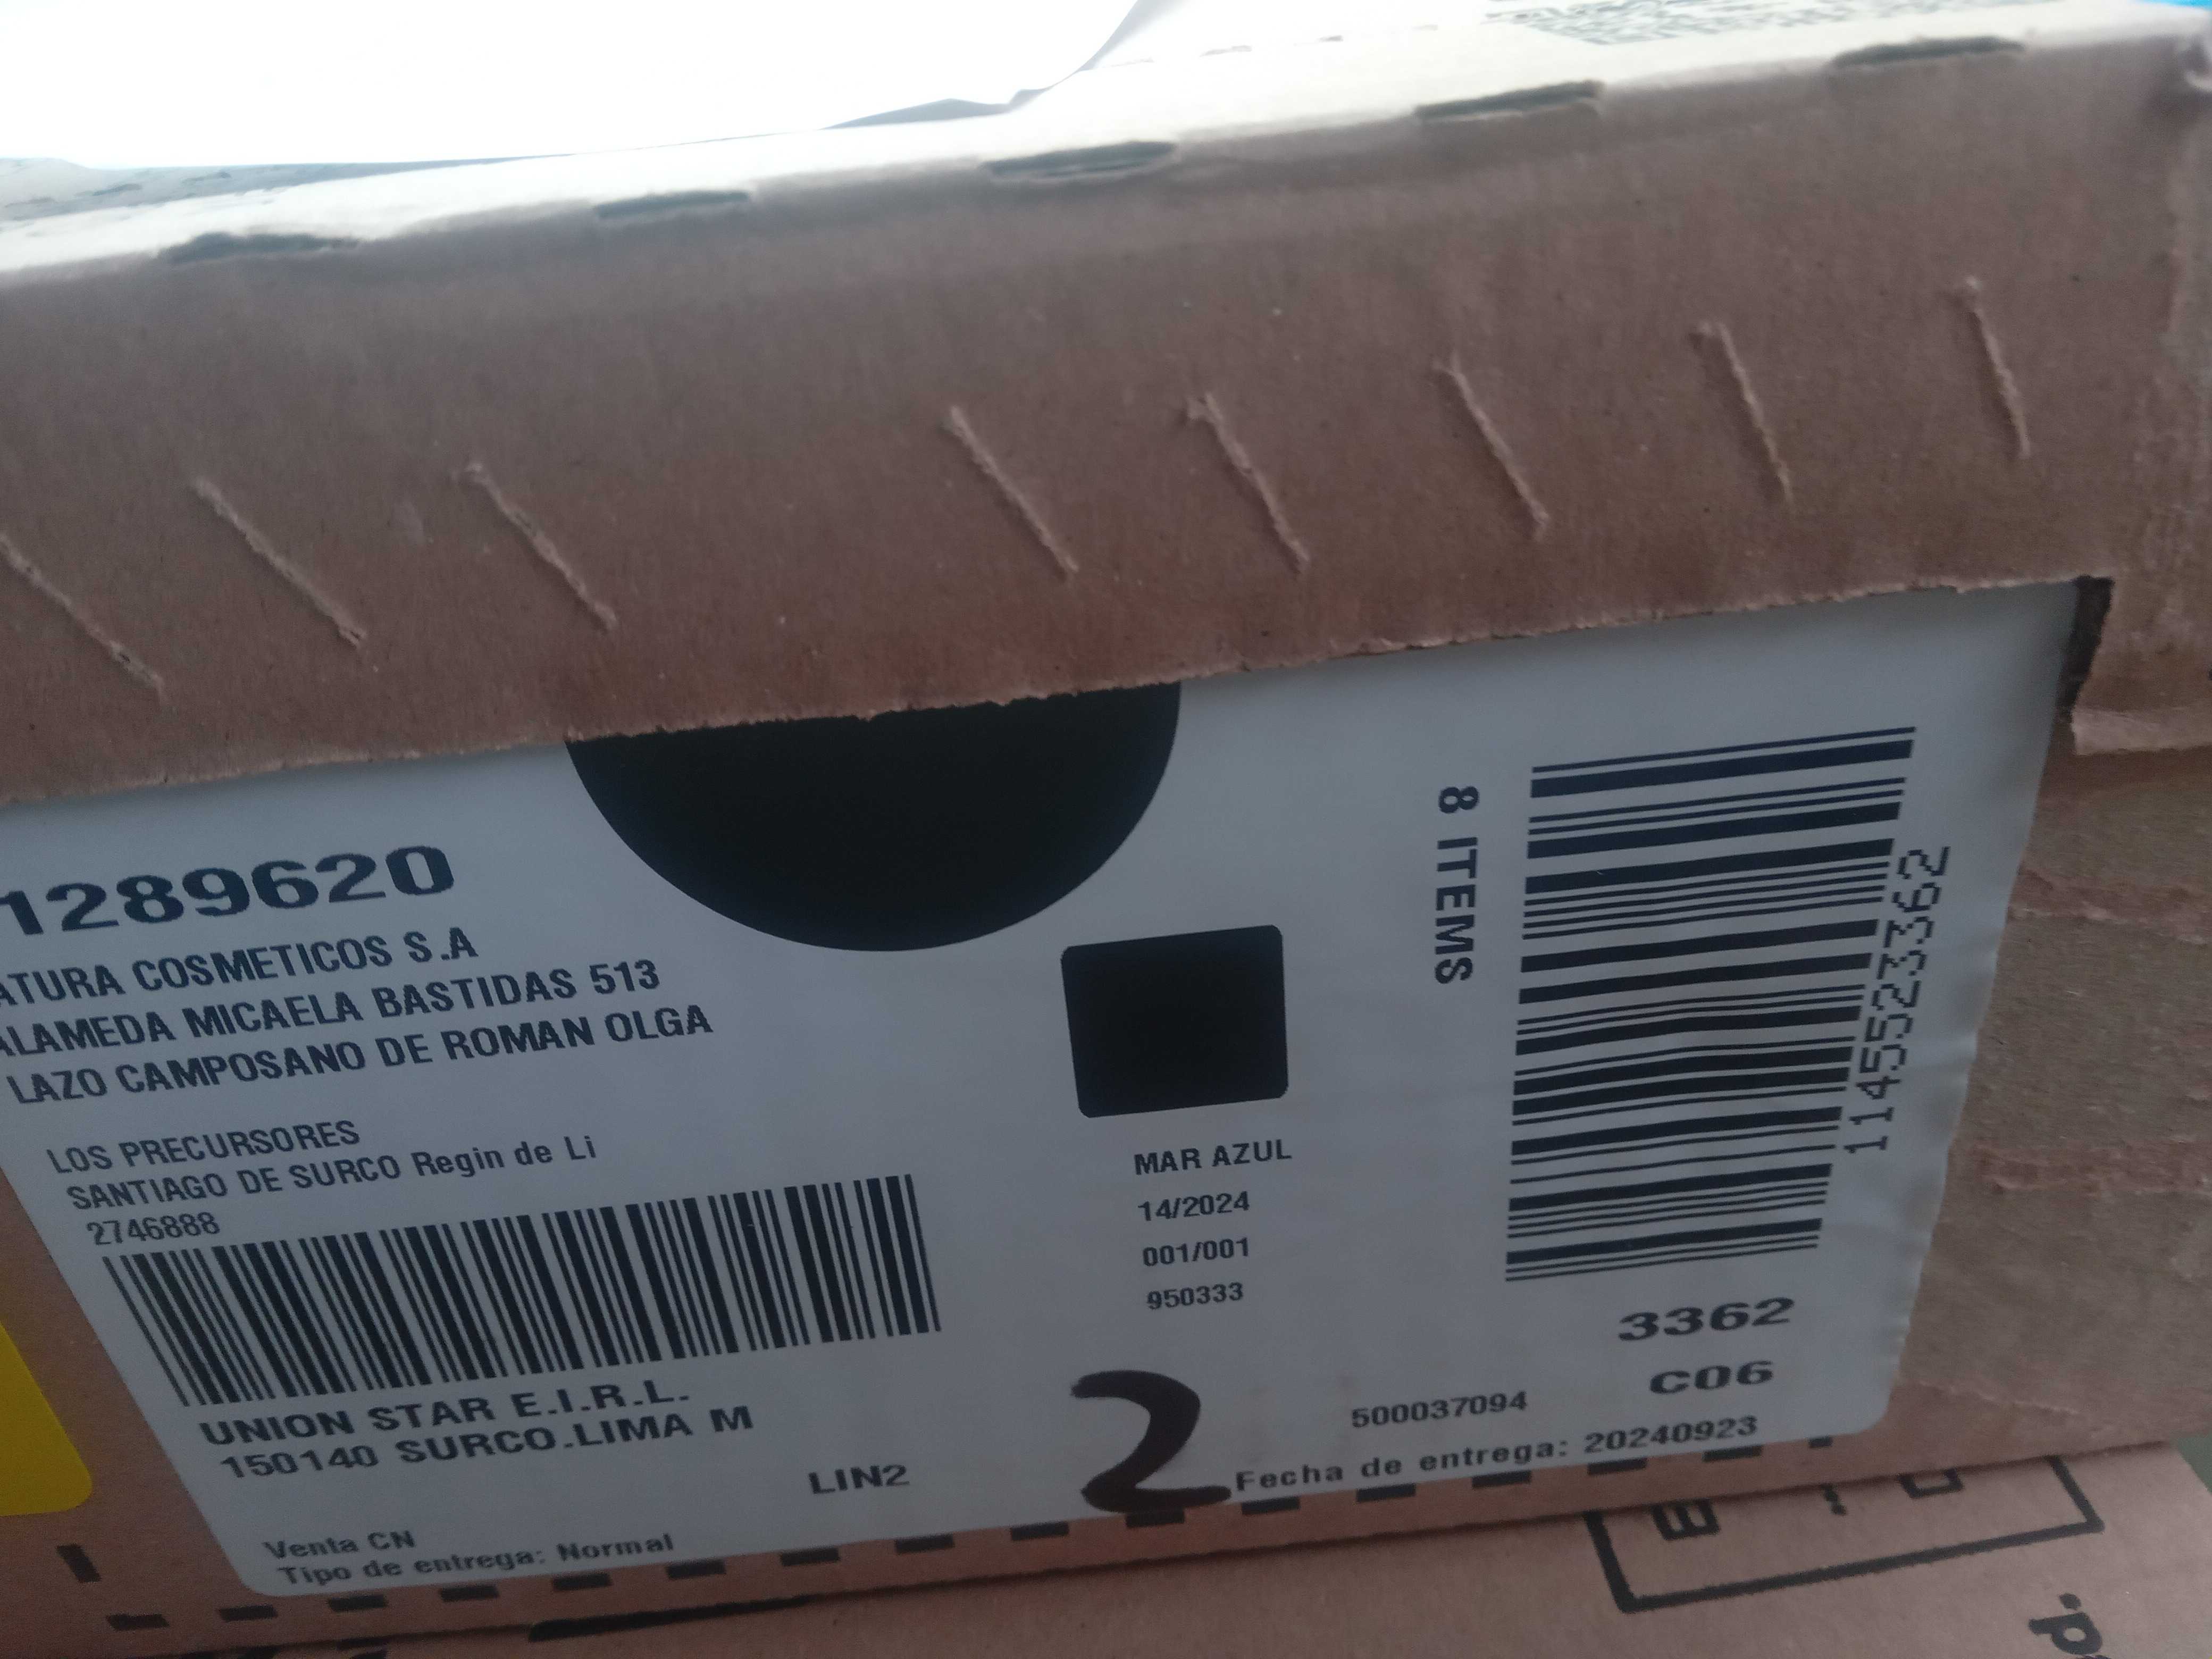 1289620
ATURA COSMETICOS S.A
ALAMEDA MICAELA BASTIDAS 513
LAZO CAMPOSANO DE ROMAN OLGA
LOS PRECURSORES
SANTIAGO DE SURCO Regin de Li
2746888
UNION STAR E.I.R.L.
150140 SURCO.LIMA M
LIN2
Venta CN
Tipo de entrega: Normal
MAR AZUL
14/2024
001/001
950333
2
8 ITEMS
1145523362
3362
C06
500037094
Fecha de entrega: 20240923